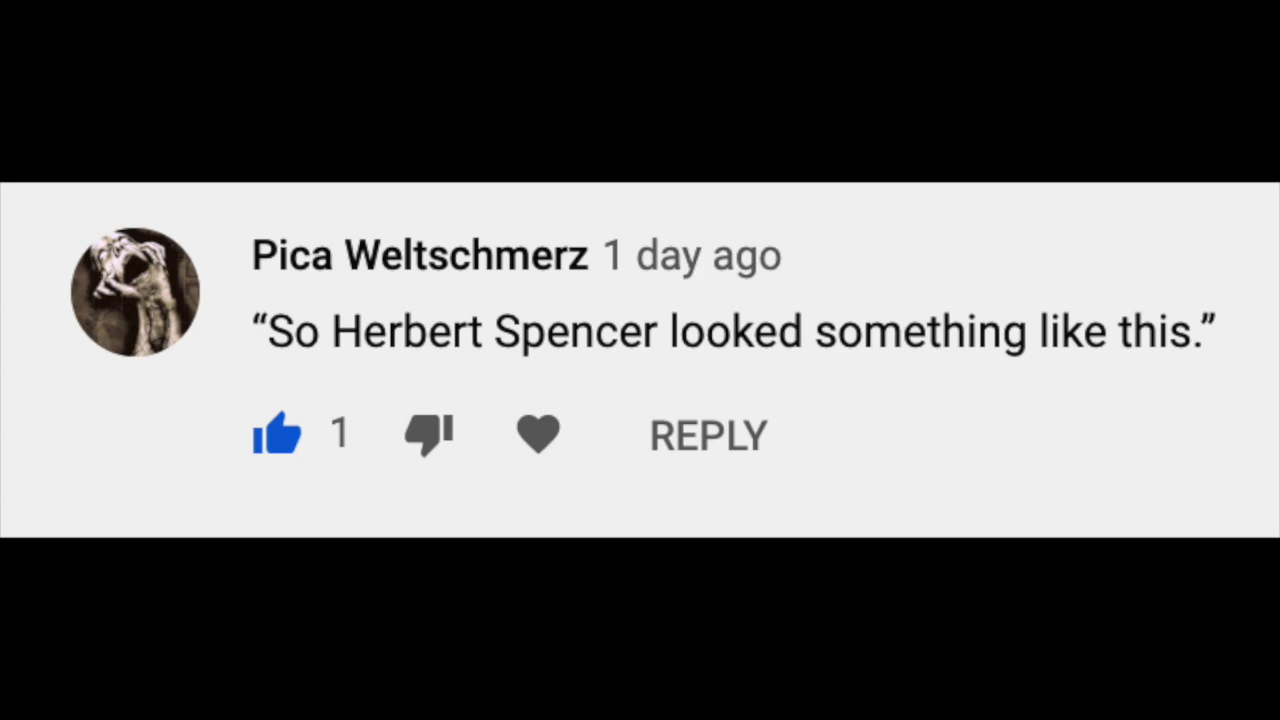 Pica Weltschmerz 1 day ago
“So Herbert Spencer looked something like this.”
1 REPLY